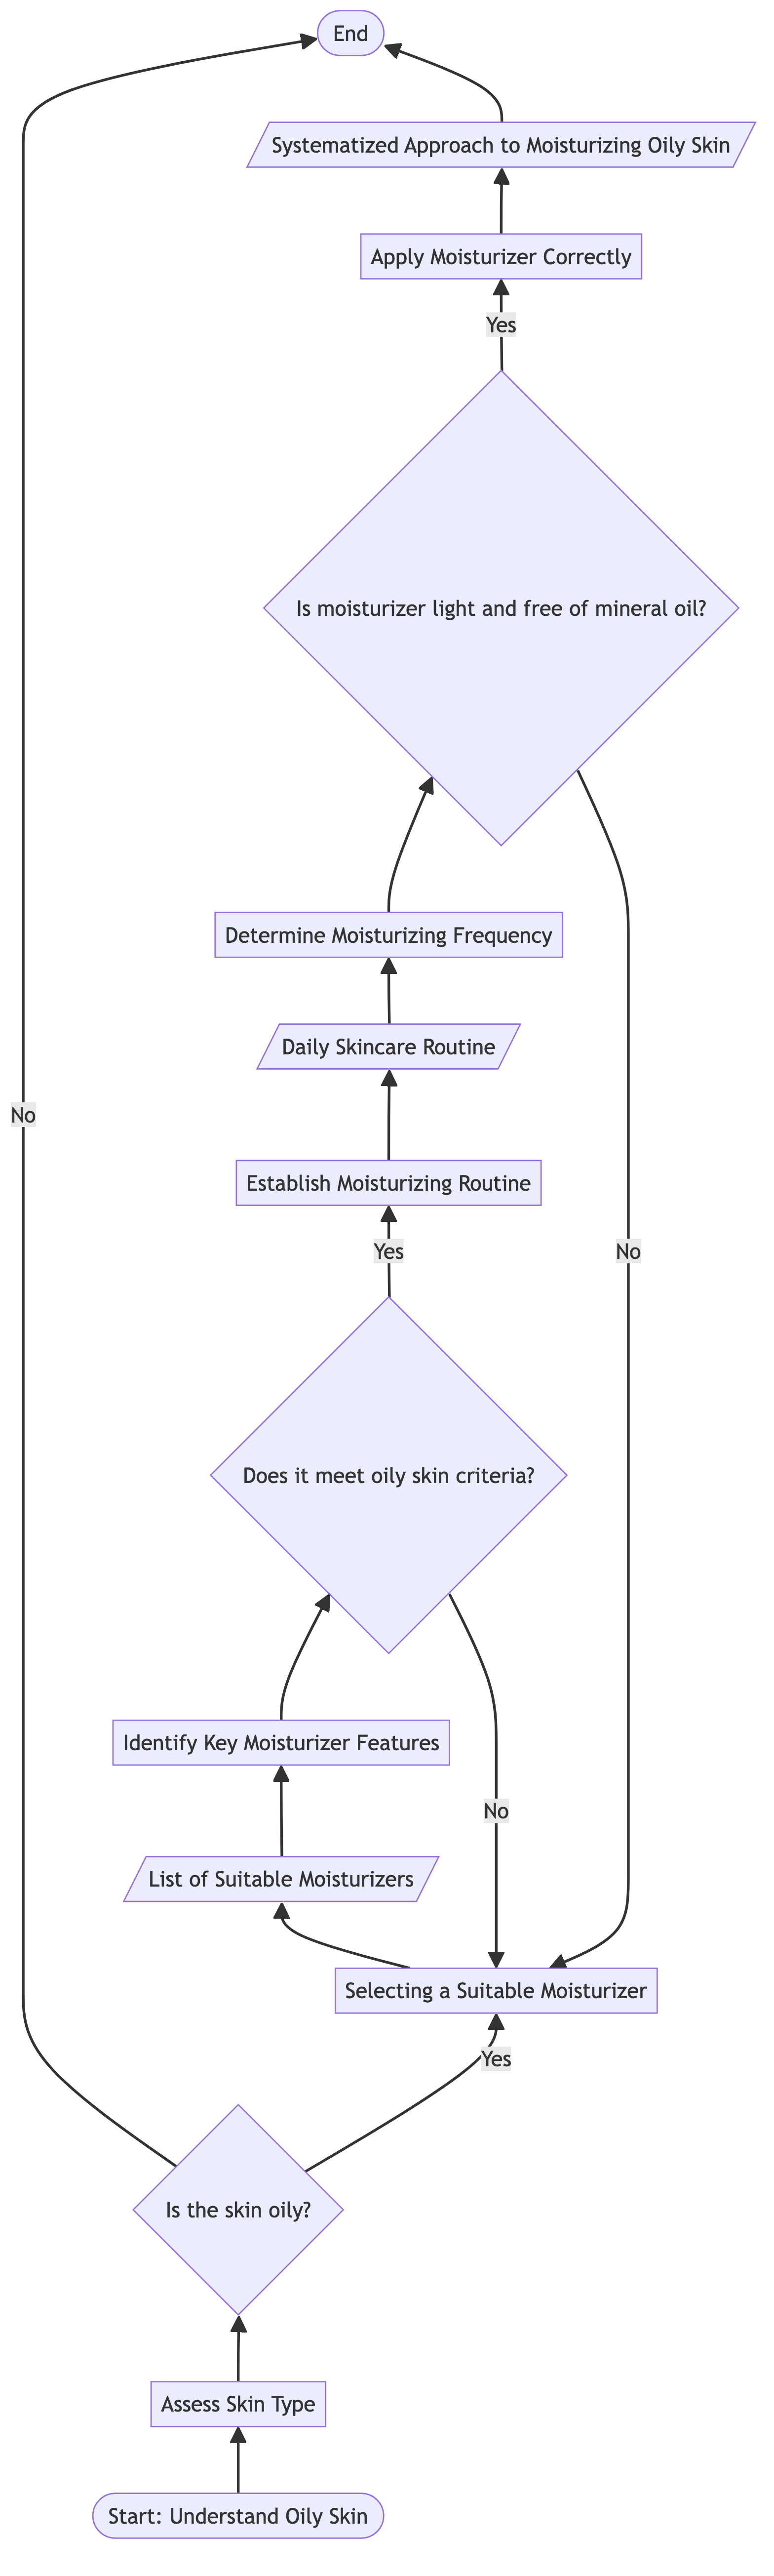 End
Systematized Approach to Moisturizing Oily Skin
Apply Moisturizer Correctly
Yes
Is moisturizer light and free of mineral oil?
Determine Moisturizing Frequency
Daily Skincare Routine
No
Establish Moisturizing Routine
Yes
No
Does it meet oily skin criteria?
Identify Key Moisturizer Features
No
List of Suitable Moisturizers
Selecting a Suitable Moisturizer
Yes
Is the skin oily?
Assess Skin Type
Start: Understand Oily Skin